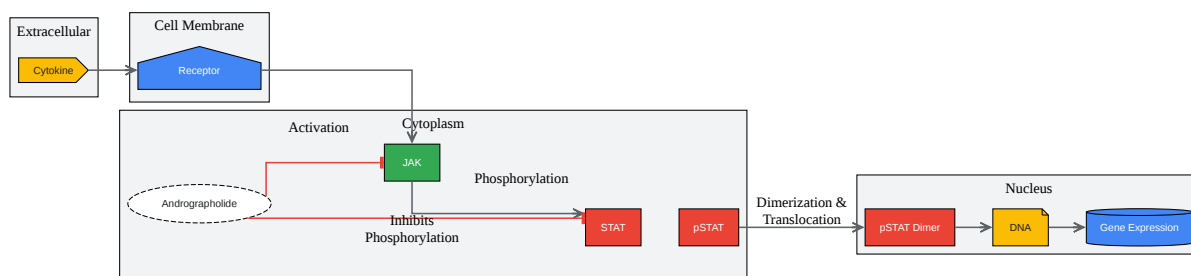 Extracellular
Cytokine
Cell Membrane
Receptor
Cytoplasm
Activation
JAK
Andrographolide
Phosphorylation
Inhibits
Phosphorylation
STAT
pSTAT
Dimerization &
Translocation
Nucleus
pSTAT Dimer
DNA
Gene Expression